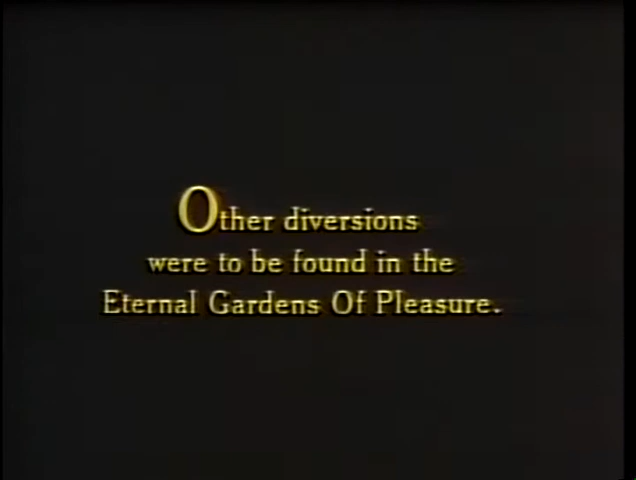 Other diversions
were to be found in the
Eternal Gardens Of Pleasure.